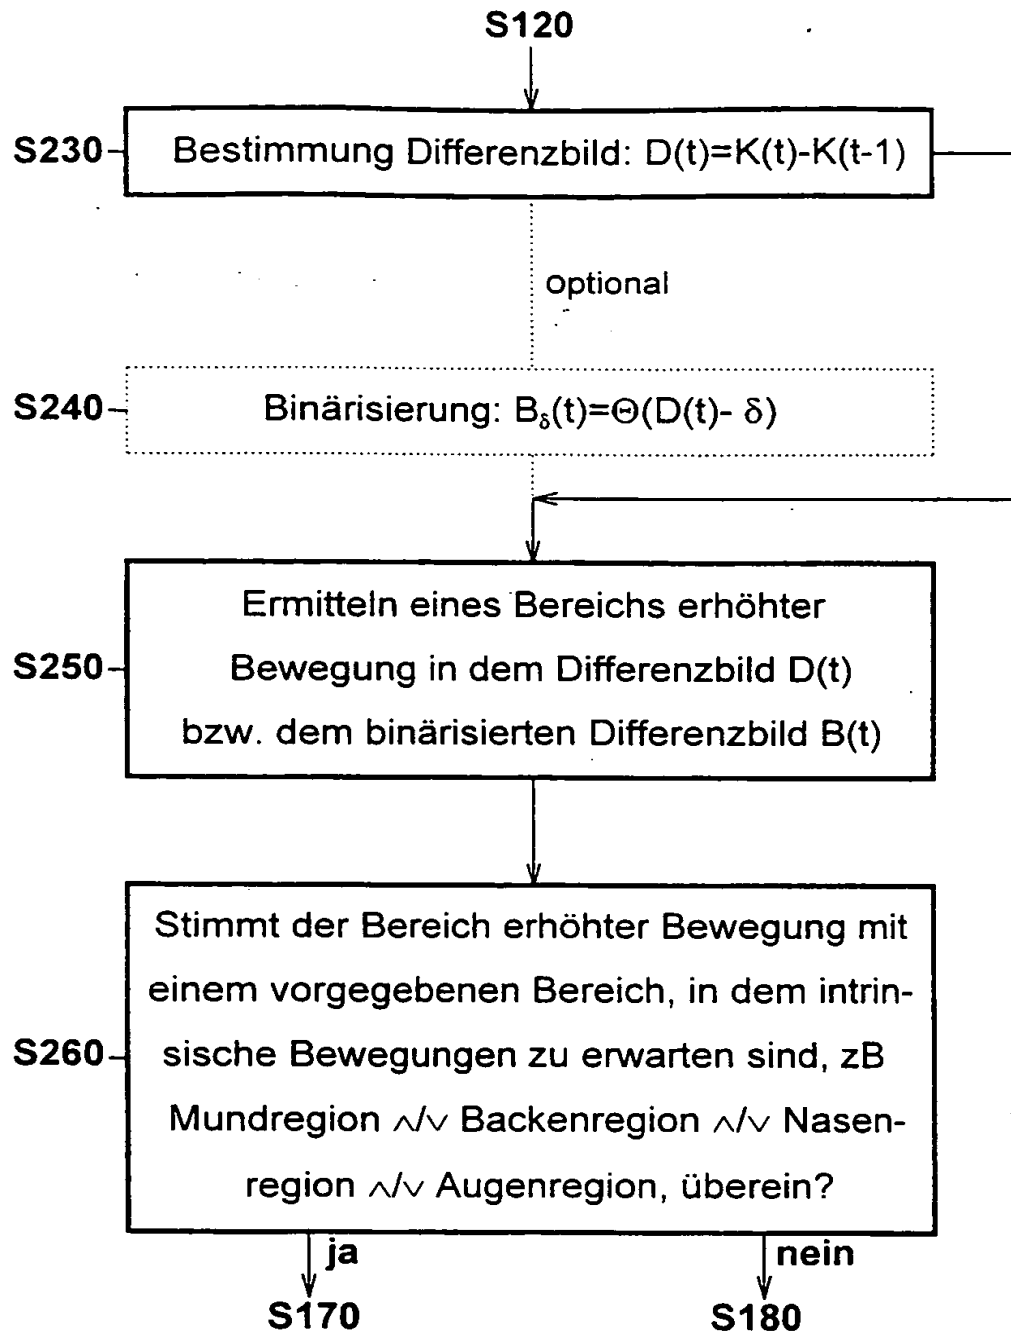 S120
S230 Bestimmung Differenzbild: D(t)=K(t)-K(t-1)
optional
S240 Binärisierung: Bδ(t)=Θ(D(t)- δ)
Ermitteln eines Bereichs erhöhter
S250 Bewegung in dem Differenzbild D(t)
bzw. dem binärisierten Differenzbild B(t)
Stimmt der Bereich erhöhter Bewegung mit
einem vorgegebenen Bereich, in dem intrin-
S260 sische Bewegungen zu erwarten sind, zB
Mundregion ∧/∨ Backenregion ∧/∨ Nasen-
region ∧/∨ Augenregion, überein?
ja nein
S170 S180